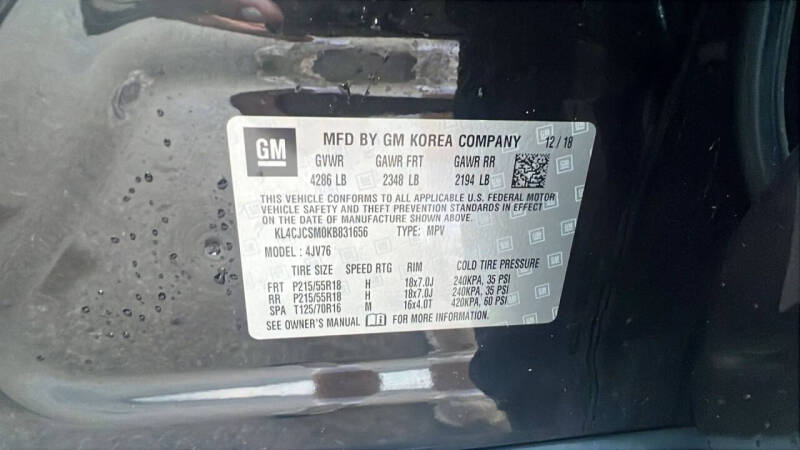 GM MFD BY GM KOREA COMPANY 12/18
GVWR GAWR FRT GAWR RR
4286 LB 2348 LB 2194 LB
THIS VEHICLE CONFORMS TO ALL APPLICABLE U.S. FEDERAL MOTOR
VEHICLE SAFETY AND THEFT PREVENTION STANDARDS IN EFFECT
ON THE DATE OF MANUFACTURE SHOWN ABOVE.
KL4CJCSM0KB831656 TYPE: MPV
MODEL: 4JV76
TIRE SIZE SPEED RTG RIM COLD TIRE PRESSURE
FRT P215/55R18 H 18x7.0J 240KPA, 35 PSI
RR P215/55R18 H 18x7.0J 240KPA, 35 PSI
SPA T125/70R16 M 16x4.0T 420KPA, 60 PSI
SEE OWNER'S MANUAL FOR MORE INFORMATION.